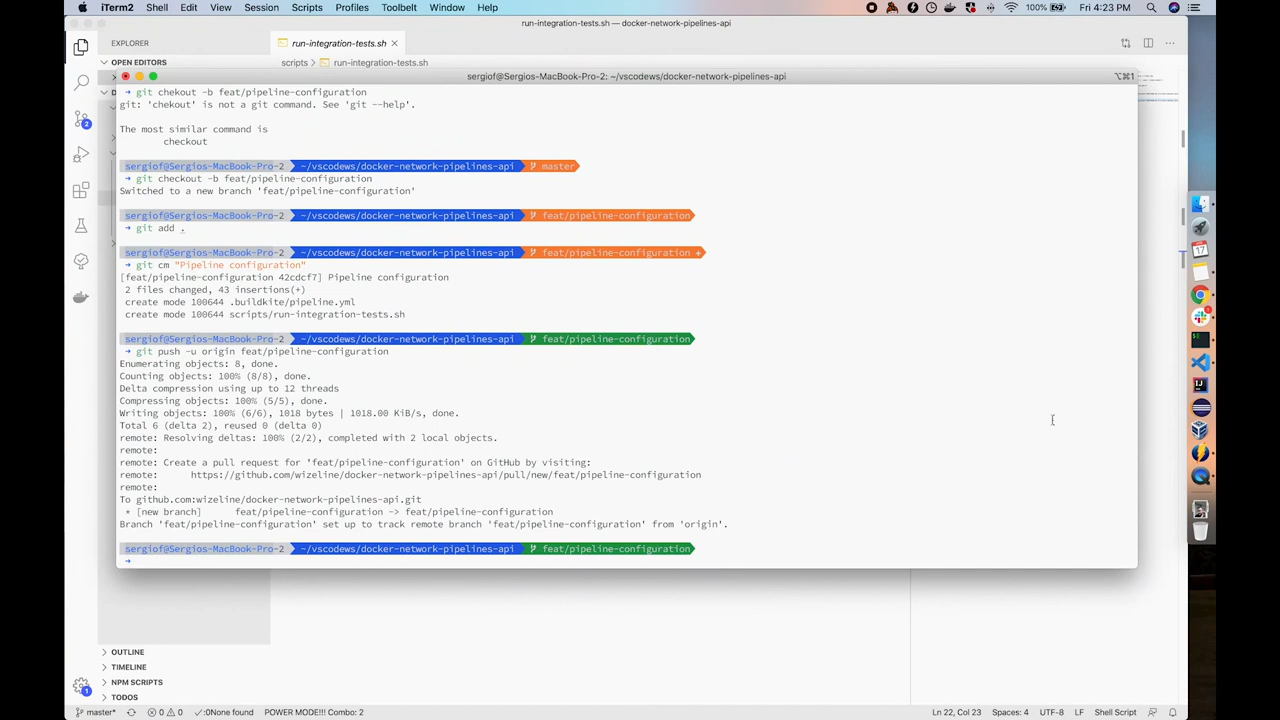 iTerm2 Shell Edit View Session Scripts Profiles Toolbelt Window Help 100% Fri 4:23 PM
run-integration-tests.sh — docker-network-pipelines-api
EXPLORER run-integration-tests.sh
OPEN EDITORS scripts run-integration-tests.sh
sergiof@Sergios-MacBook-Pro-2: ~/vscodews/docker-network-pipelines-api ⌥⌘1
➜ git chekout -b feat/pipeline-configuration
git: 'chekout' is not a git command. See 'git --help'.
The most similar command is
checkout
sergiof@Sergios-MacBook-Pro-2 ~/vscodews/docker-network-pipelines-api master
➜ git checkout -b feat/pipeline-configuration
Switched to a new branch 'feat/pipeline-configuration'
sergiof@Sergios-MacBook-Pro-2 ~/vscodews/docker-network-pipelines-api feat/pipeline-configuration
➜ git add .
sergiof@Sergios-MacBook-Pro-2 ~/vscodews/docker-network-pipelines-api feat/pipeline-configuration +
➜ git cm "Pipeline configuration"
[feat/pipeline-configuration 42cdcf7] Pipeline configuration
2 files changed, 43 insertions(+)
create mode 100644 .buildkite/pipeline.yml
create mode 100644 scripts/run-integration-tests.sh
sergiof@Sergios-MacBook-Pro-2 ~/vscodews/docker-network-pipelines-api feat/pipeline-configuration
➜ git push -u origin feat/pipeline-configuration
Enumerating objects: 8, done.
Counting objects: 100% (8/8), done.
Delta compression using up to 12 threads
Compressing objects: 100% (5/5), done.
Writing objects: 100% (6/6), 1018 bytes | 1018.00 KiB/s, done.
Total 6 (delta 2), reused 0 (delta 0)
remote: Resolving deltas: 100% (2/2), completed with 2 local objects.
remote:
remote: Create a pull request for 'feat/pipeline-configuration' on GitHub by visiting:
remote: https://github.com/wizeline/docker-network-pipelines-api/pull/new/feat/pipeline-configuration
remote:
To github.com:wizeline/docker-network-pipelines-api.git
* [new branch] feat/pipeline-configuration -> feat/pipeline-configuration
Branch 'feat/pipeline-configuration' set up to track remote branch 'feat/pipeline-configuration' from 'origin'.
sergiof@Sergios-MacBook-Pro-2 ~/vscodews/docker-network-pipelines-api feat/pipeline-configuration
➜
OUTLINE
TIMELINE
NPM SCRIPTS
TODOS
master* 0 0 :0None found POWER MODE!!! Combo: 2 Ln 22, Col 23 Spaces: 4 UTF-8 LF Shell Script